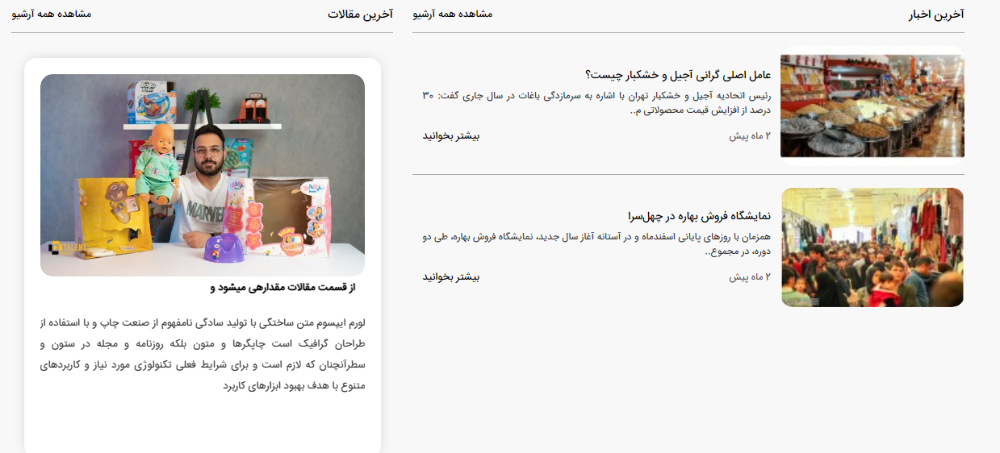 آخرین اخبار
مشاهده همه آرشیو
عامل اصلی گرانی آجیل و خشکبار چیست؟
رئیس اتحادیه آجیل و خشکبار تهران با اشاره به سرمازدگی باغات در سال جاری گفت: ۳۰
درصد از افزایش قیمت محصولاتی م..
۲ ماه پیش
بیشتر بخوانید
نمایشگاه فروش بهاره در چهل‌سرا
همزمان با روزهای پایانی اسفندماه و در آستانه آغاز سال جدید، نمایشگاه فروش بهاره، طی دو
دوره، در مجموع..
۲ ماه پیش
بیشتر بخوانید
آخرین مقالات
مشاهده همه آرشیو
MARVEL
TALENT
از قسمت مقالات مقدارهی میشود و
لورم ایپسوم متن ساختگی با تولید سادگی نامفهوم از صنعت چاپ و با استفاده از
طراحان گرافیک است چاپگرها و متون بلکه روزنامه و مجله در ستون و
سطرآنچنان که لازم است و برای شرایط فعلی تکنولوژی مورد نیاز و کاربردهای
متنوع با هدف بهبود ابزارهای کاربرد